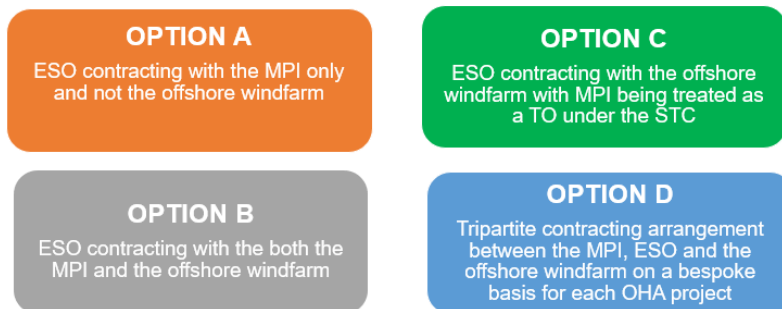 OPTION A
ESO contracting with the MPI only
and not the offshore windfarm
OPTION B
ESO contracting with the both the
MPI and the offshore windfarm
OPTION C
ESO contracting with the offshore
windfarm with MPI being treated as
a TO under the STC
OPTION D
Tripartite contracting arrangement
between the MPI, ESO and the
offshore windfarm on a bespoke
basis for each OHA project